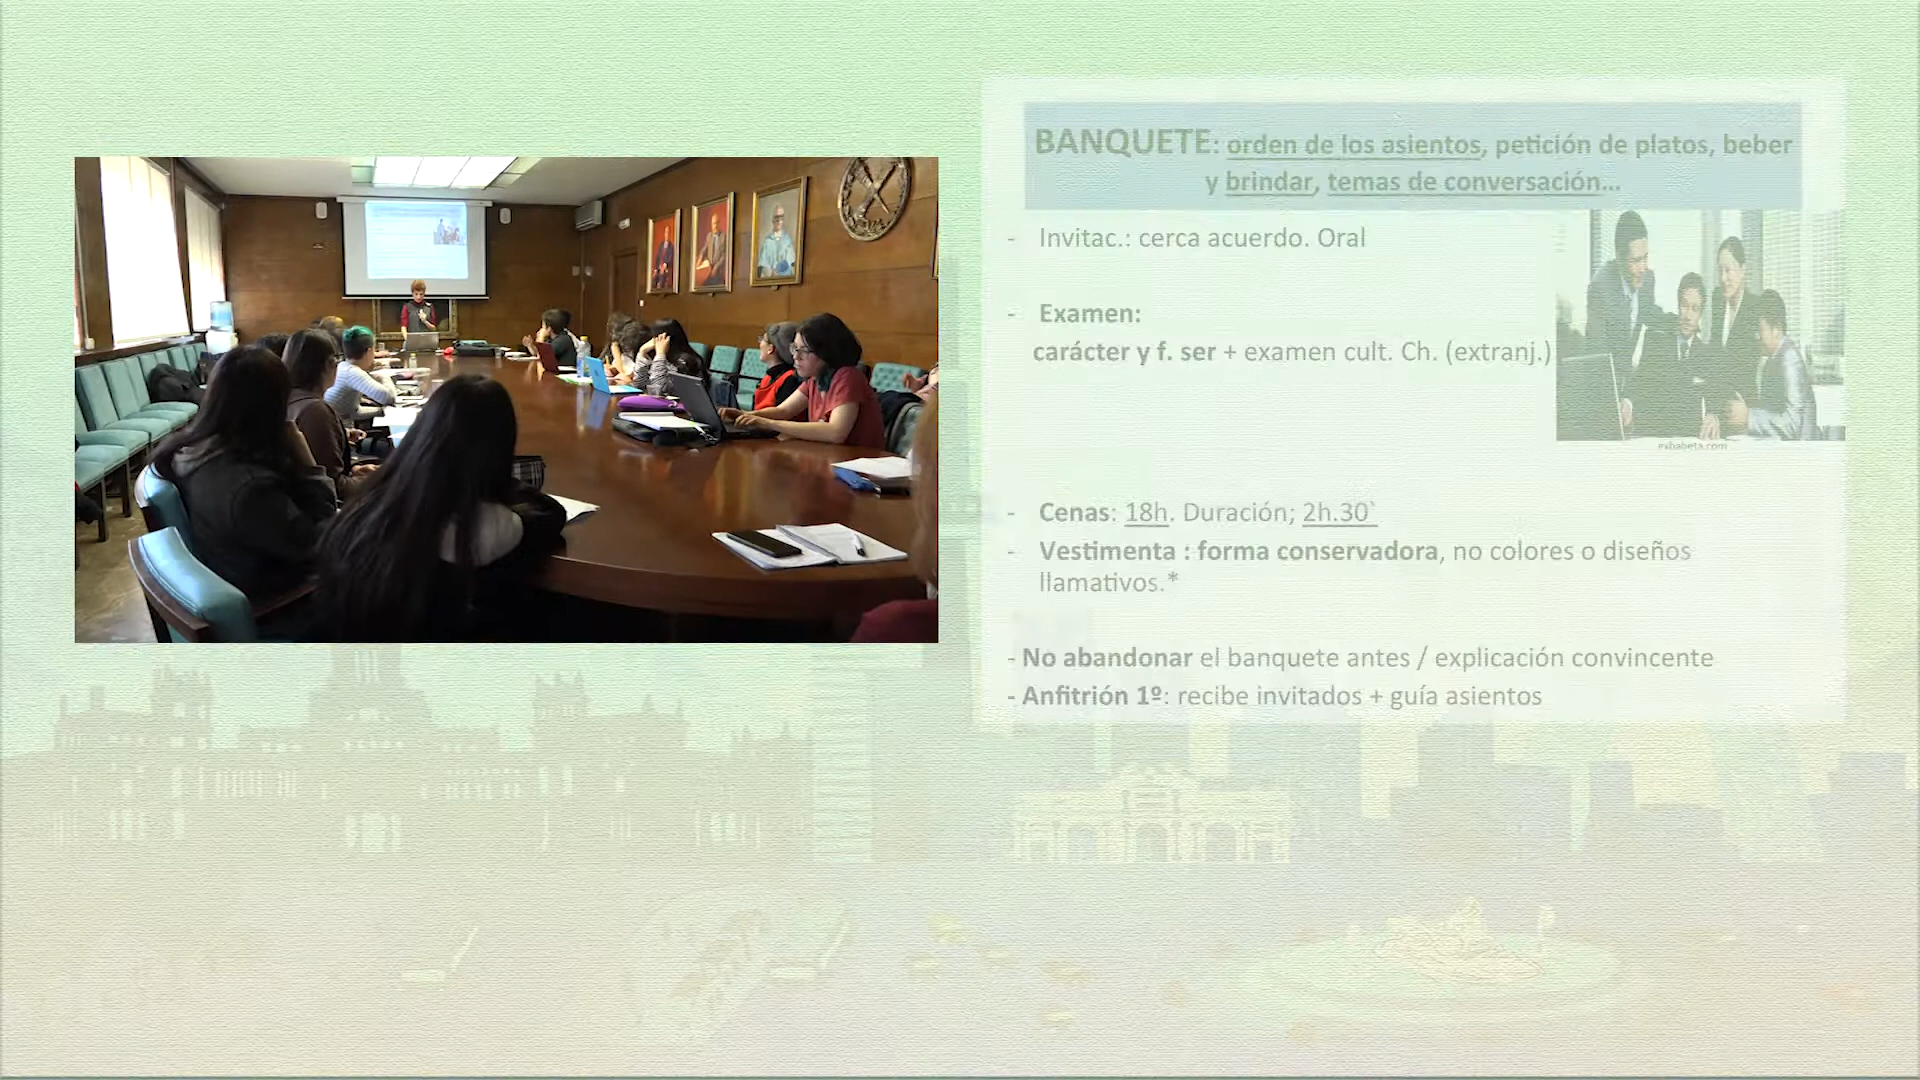 BANQUETE: orden de los asientos, petición de platos, beber
y brindar, temas de conversación...
- Invitac.: cerca acuerdo. Oral
- Examen:
carácter y f. ser + examen cult. Ch. (extranj.)
exbabeta.com
- Cenas: 18h. Duración; 2h.30`
- Vestimenta : forma conservadora, no colores o diseños
llamativos.*
- No abandonar el banquete antes / explicación convincente
- Anfitrión 1º: recibe invitados + guía asientos